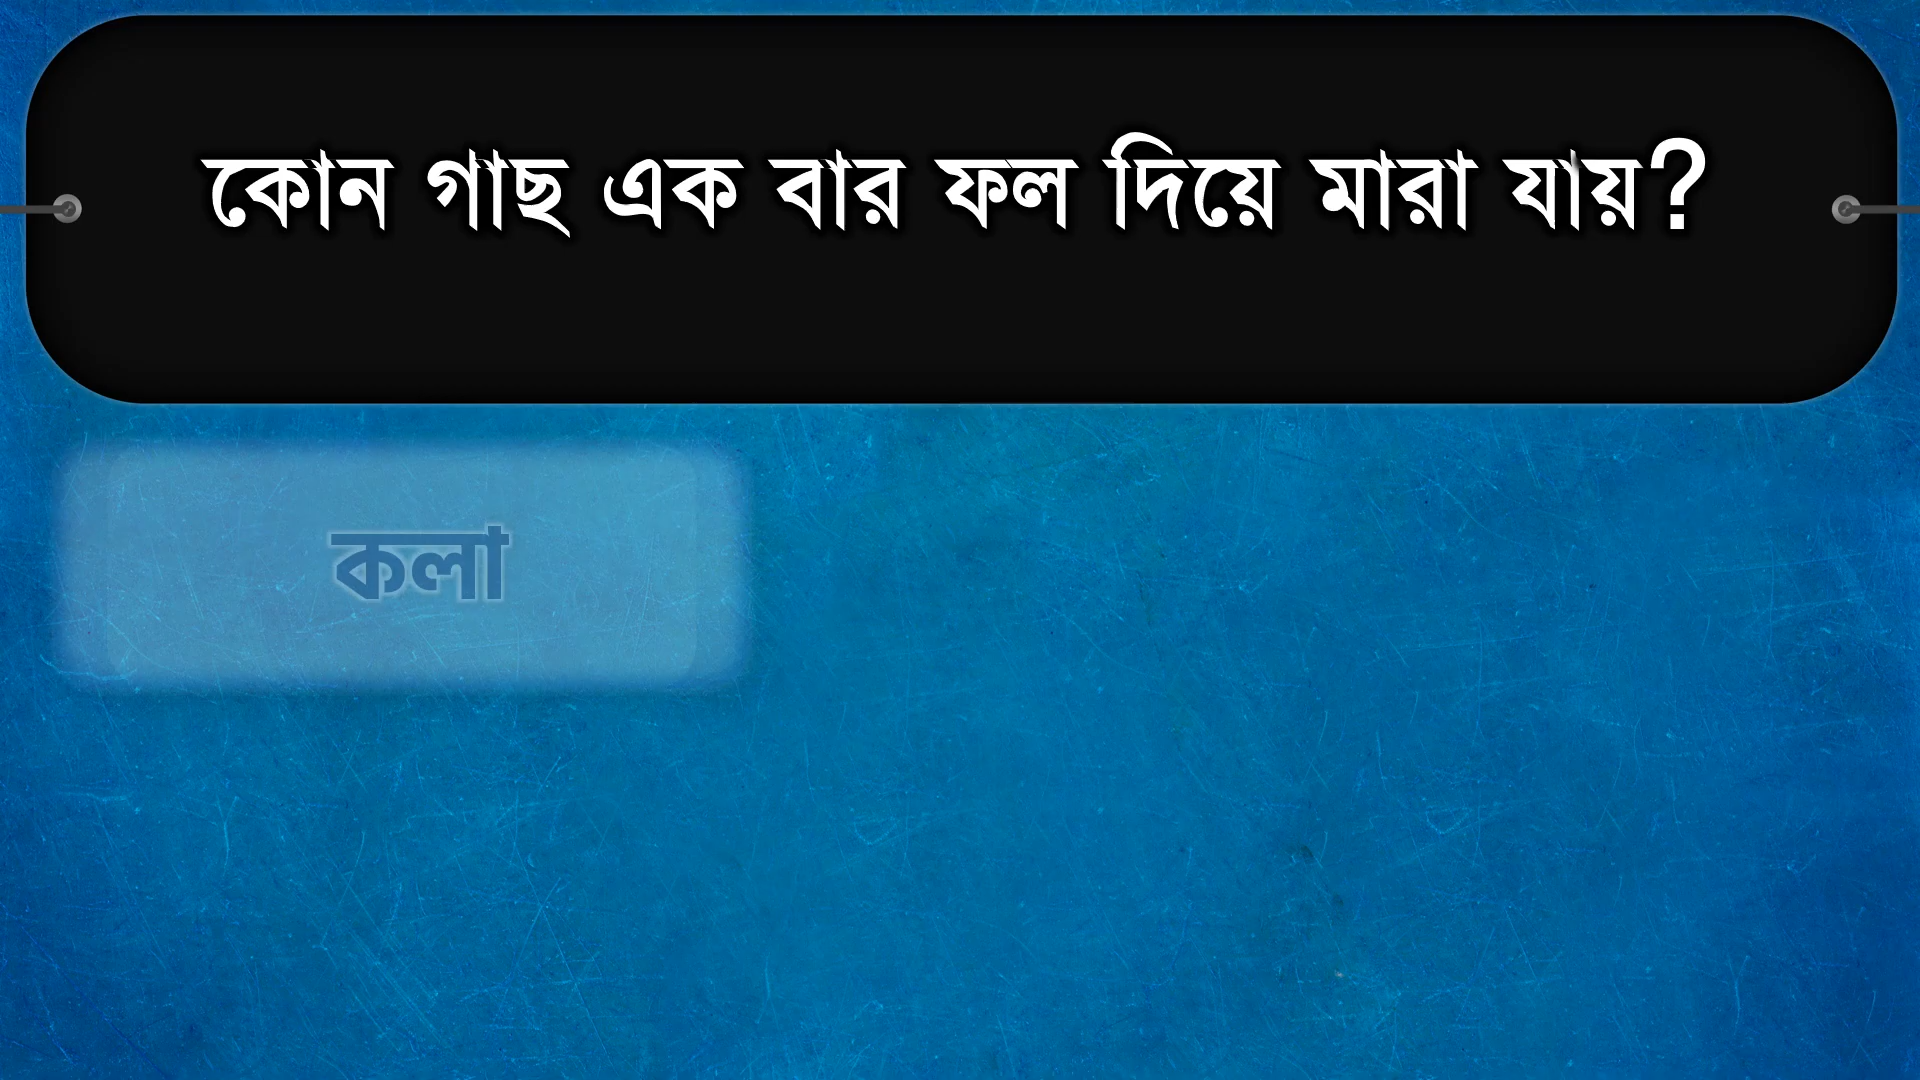 কোন গাছ এক বার ফল দিয়ে মারা যায়?
কলা